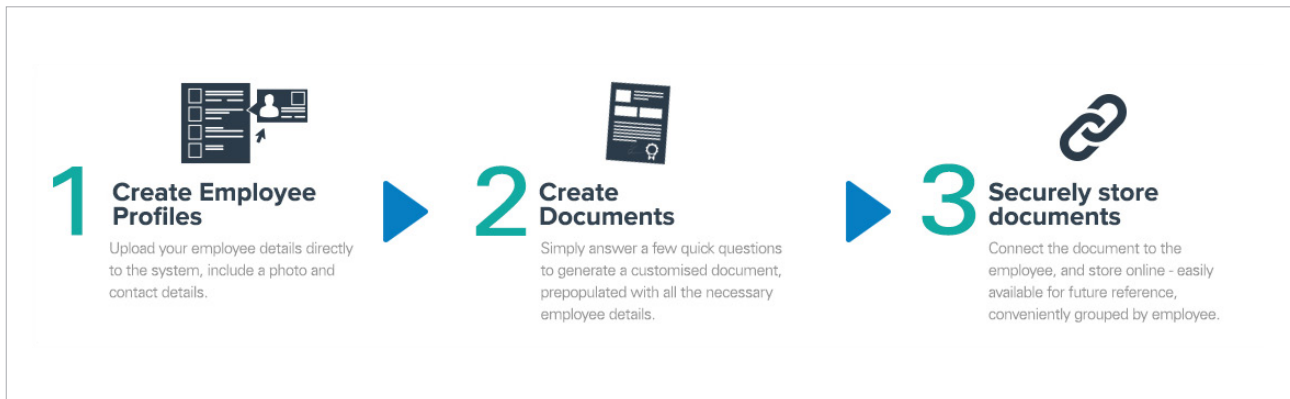 1
Create Employee
Profiles
Upload your employee details directly
to the system, include a photo and
contact details.
2
Create
Documents
Simply answer a few quick questions
to generate a customised document,
prepopulated with all the necessary
employee details.
3
Securely store
documents
Connect the document to the
employee, and store online - easily
available for future reference,
conveniently grouped by employee.